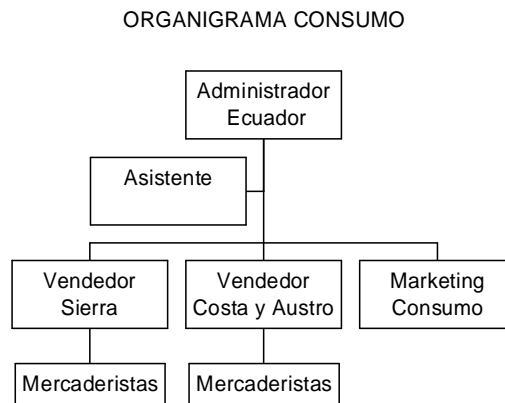 ORGANIGRAMA CONSUMO
Administrador
Ecuador
Asistente
Vendedor
Sierra
Vendedor
Costa y Austro
Marketing
Consumo
Mercaderistas
Mercaderistas